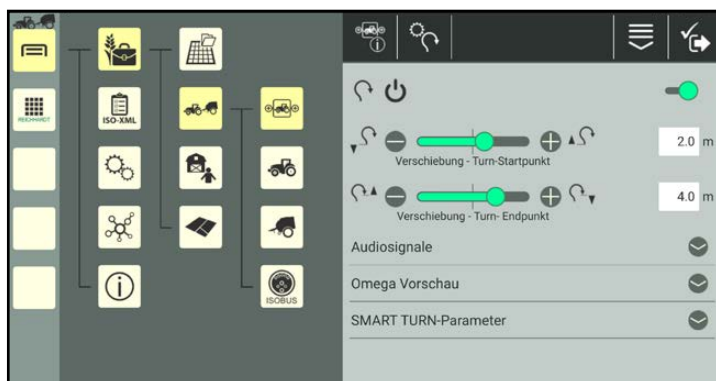 REICHHARDT
ISO-XML
ISOBUS
2.0 m
Verschiebung - Turn-Startpunkt
4.0 m
Verschiebung - Turn- Endpunkt
Audiosignale
Omega Vorschau
SMART TURN-Parameter